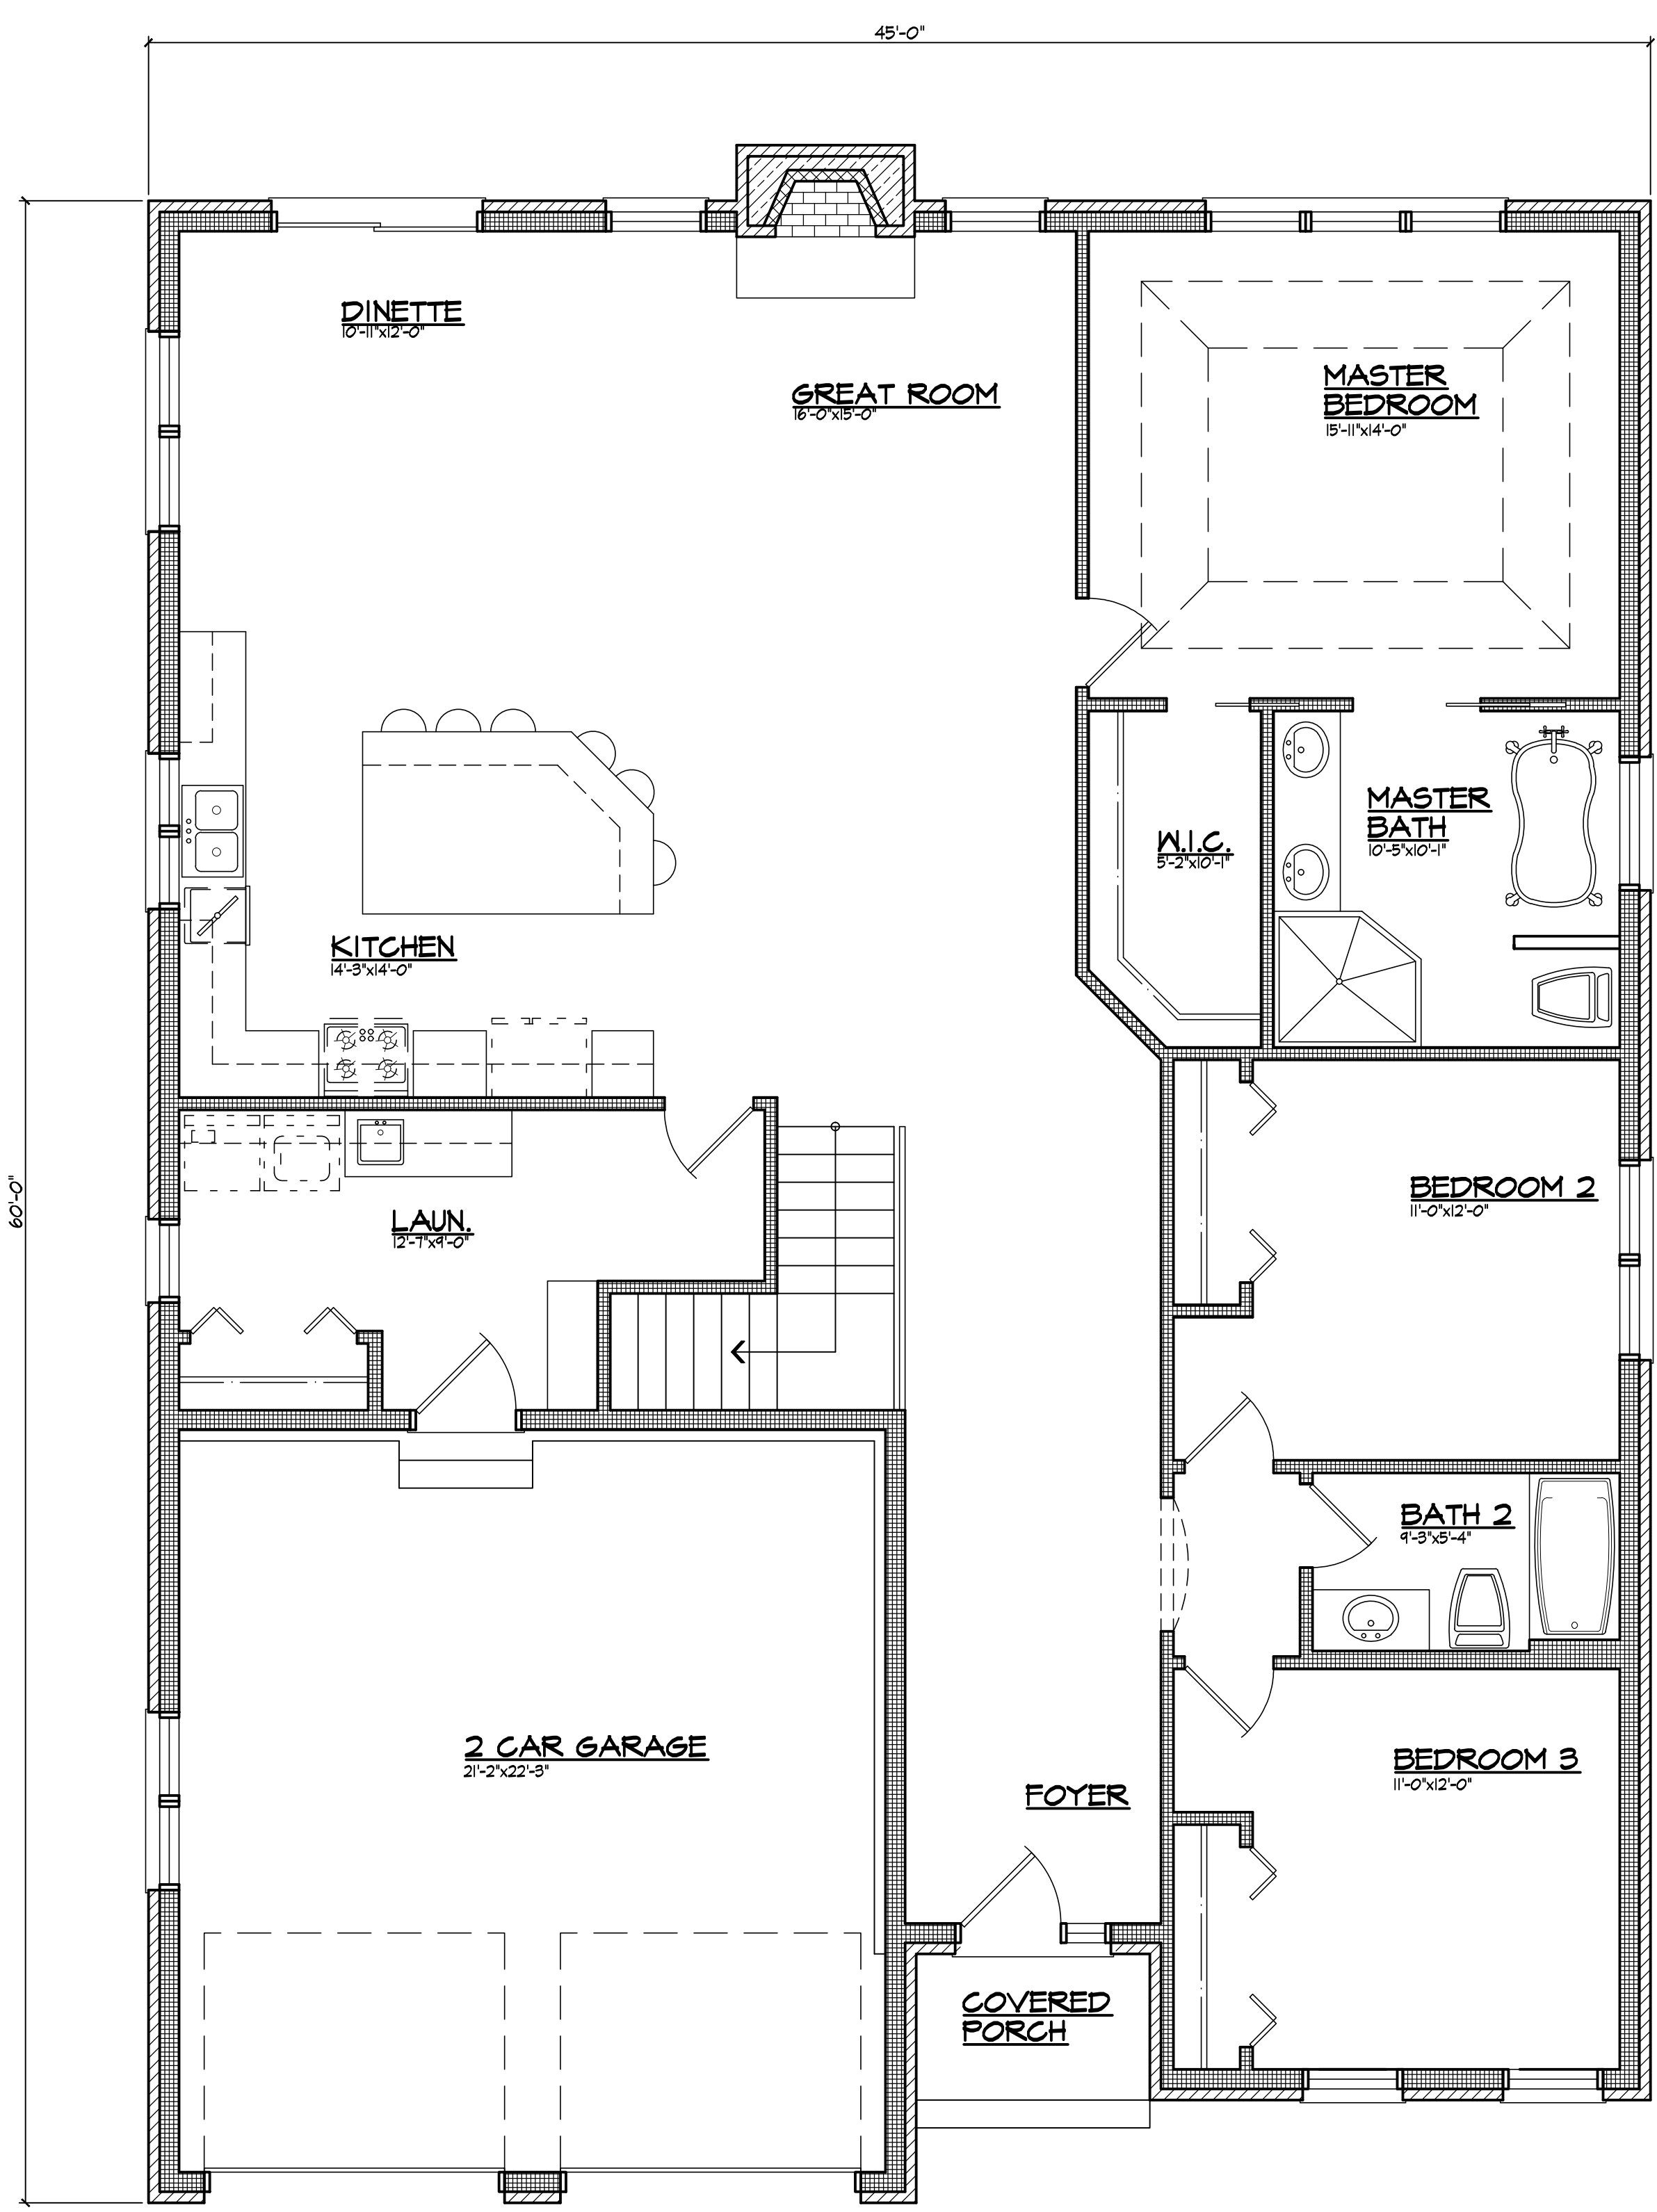 45'-0"
DINETTE
10'-11"x12'-0"
GREAT ROOM
16'-0"x15'-0"
MASTER
BEDROOM
15'-11"x14'-0"
MASTER
BATH
10'-5"x10'-1"
W.I.C.
5'-2"x10'-1"
KITCHEN
14'-3"x14'-0"
60'-0"
BEDROOM 2
11'-0"x12'-0"
LAUN.
12'-7"x9'-0"
BATH 2
9'-3"x5'-4"
2 CAR GARAGE
21'-2"x22'-3"
BEDROOM 3
11'-0"x12'-0"
FOYER
COVERED
PORCH